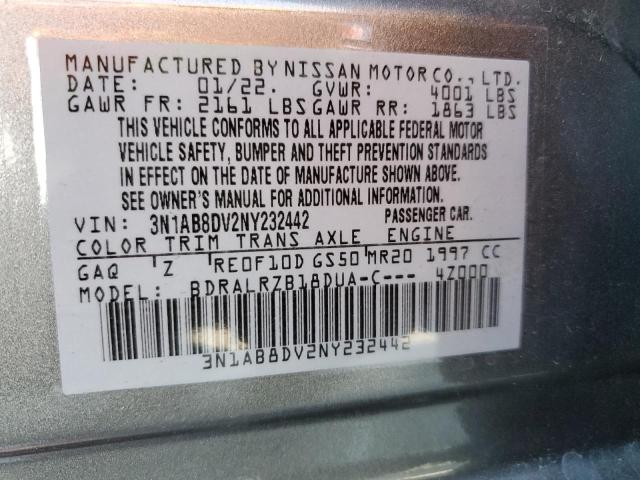 MANUFACTURED BY NISSAN MOTOR CO., LTD.
DATE: 01/22. GVWR: 4001 LBS
GAWR FR: 2161 LBS GAWR RR: 1863 LBS
THIS VEHICLE CONFORMS TO ALL APPLICABLE FEDERAL MOTOR
VEHICLE SAFETY, BUMPER AND THEFT PREVENTION STANDARDS
IN EFFECT ON THE DATE OF MANUFACTURE SHOWN ABOVE.
SEE OWNER'S MANUAL FOR ADDITIONAL INFORMATION.
VIN: 3N1AB8DV2NY232442 PASSENGER CAR.
COLOR TRIM TRANS AXLE ENGINE
GAQ Z RE0F10D GS50 MR20 1997 CC
MODEL: BDRALRZB18DUA-C--- 4Z000
3N1AB8DV2NY232442